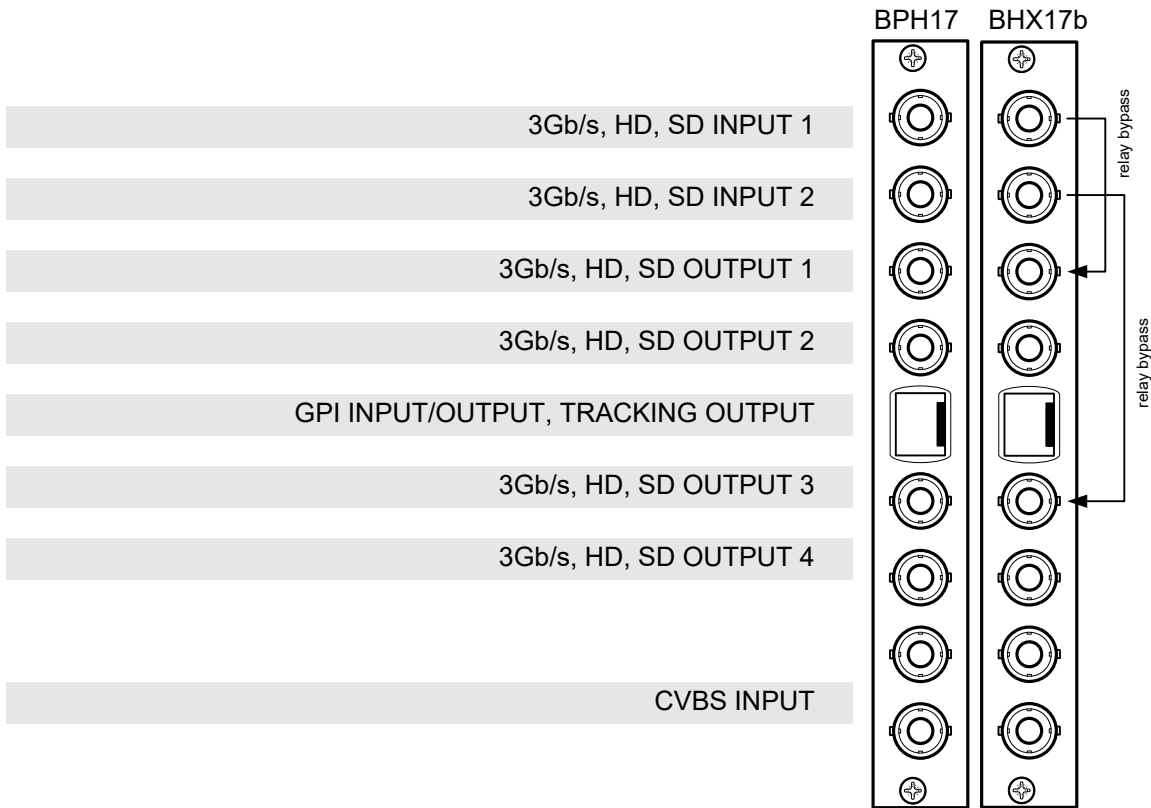 BPH17 BHX17b
3Gb/s, HD, SD INPUT 1
relay bypass
3Gb/s, HD, SD INPUT 2
3Gb/s, HD, SD OUTPUT 1
3Gb/s, HD, SD OUTPUT 2
relay bypass
GPI INPUT/OUTPUT, TRACKING OUTPUT
3Gb/s, HD, SD OUTPUT 3
3Gb/s, HD, SD OUTPUT 4
CVBS INPUT